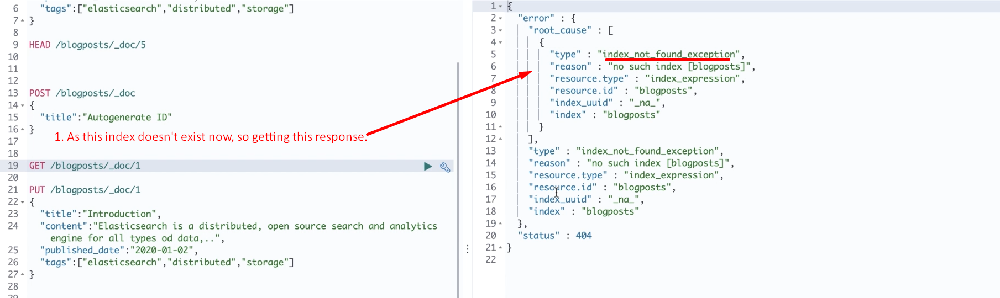 6 "tags":["elasticsearch","distributed","storage"]
7 }
8
9 HEAD /blogposts/_doc/5
10
11
12
13 POST /blogposts/_doc
14 {
15 "title":"Autogenerate ID"
16 }
1. As this index doesn't exist now, so getting this response.
17
18
19 GET /blogposts/_doc/1
20
21 PUT /blogposts/_doc/1
22 {
23 "title":"Introduction",
24 "content":"Elasticsearch is a distributed, open source search and analytics
engine for all types od data,..",
25 "published_date":"2020-01-02",
26 "tags":["elasticsearch","distributed","storage"]
27 }
28
1 {
2 "error" : {
3 "root_cause" : [
4 {
5 "type" : "index_not_found_exception",
6 "reason" : "no such index [blogposts]",
7 "resource.type" : "index_expression",
8 "resource.id" : "blogposts",
9 "index_uuid" : "_na_",
10 "index" : "blogposts"
11 }
12 ],
13 "type" : "index_not_found_exception",
14 "reason" : "no such index [blogposts]",
15 "resource.type" : "index_expression",
16 "resource.id" : "blogposts",
17 "index_uuid" : "_na_",
18 "index" : "blogposts"
19 },
20 "status" : 404
21 }
22